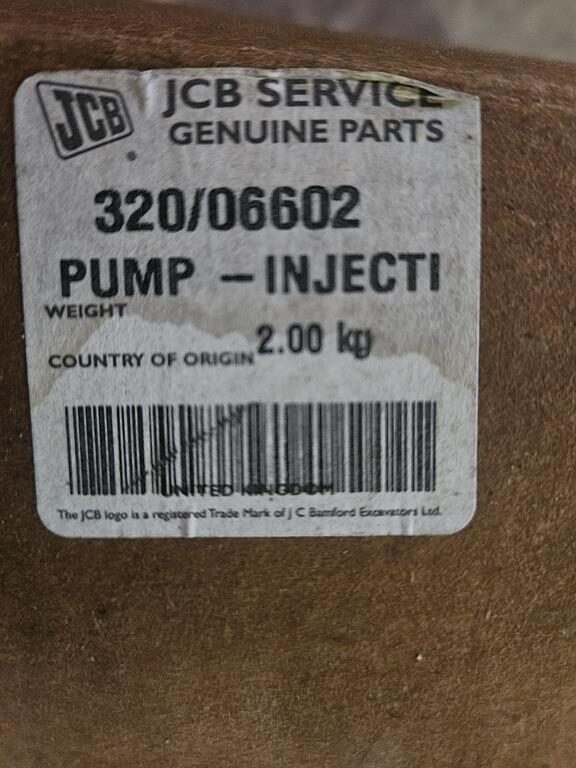 JCB
JCB SERVICE
GENUINE PARTS
320/06602
PUMP - INJECTI
WEIGHT
2.00 kg
COUNTRY OF ORIGIN
UNITED KINGDOM
The JCB logo is a registered Trade Mark of J C Bamford Excavators Ltd.